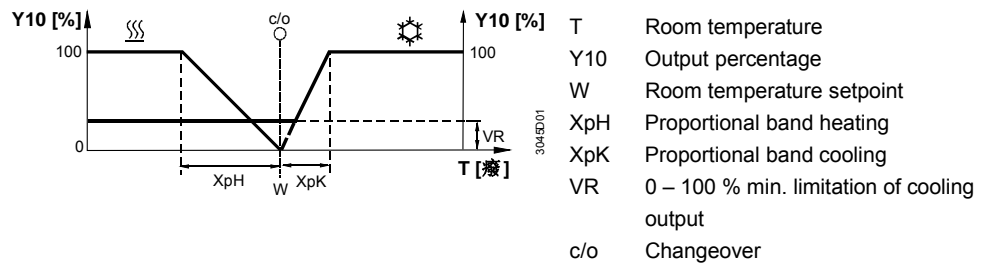 Y10 [%]
c/o
Y10 [%]
100
100
0
VR
T [癈]
XpH
W
XpK
3045D01
T Room temperature
Y10 Output percentage
W Room temperature setpoint
XpH Proportional band heating
XpK Proportional band cooling
VR 0 – 100 % min. limitation of cooling
output
c/o Changeover